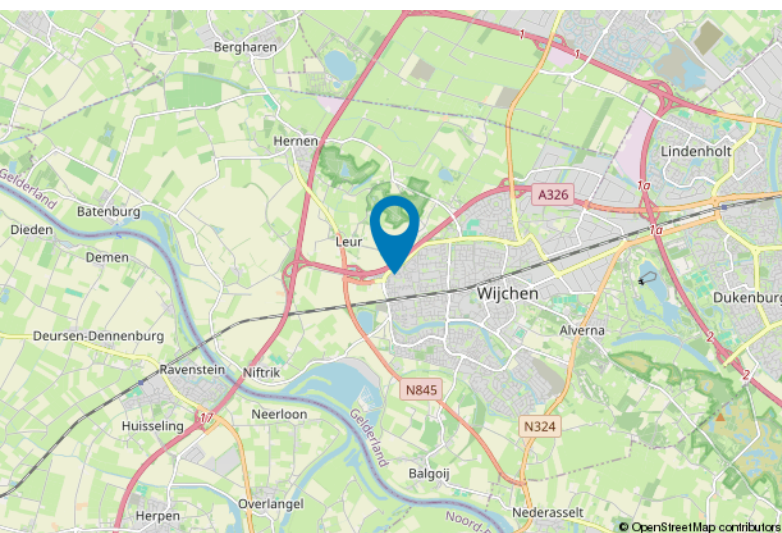 1
1
Bergharen
Hernen
Lindenholt
Gelderland
1a
A326
Batenburg
Dieden
Leur
1a
Demen
Wijchen
Dukenburg
Alverna
Deursen-Dennenburg
2
Ravenstein
Niftrik
2
N845
Neerloon
17
Huisseling
Gelderland
N324
Balgoij
Overlangel
Herpen
Nederasselt
© OpenStreetMap contributors